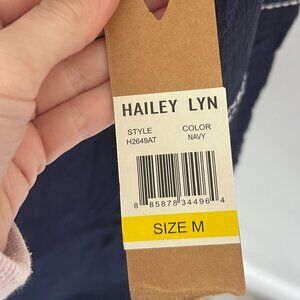 HAILEY LYN
STYLE COLOR
H2649AT NAVY
8 85878 34496 4
SIZE M